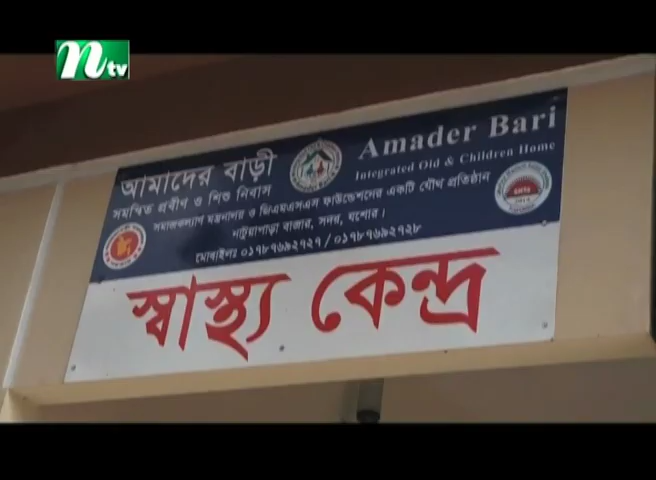 ntv
আমাদের বাড়ী
Amader Bari
সমন্বিত প্রবীণ ও শিশু নিবাস
Integrated Old & Children Home
সমাজকল্যাণ মন্ত্রণালয় ও জিএমএসএস ফাউন্ডেশনের একটি যৌথ প্রতিষ্ঠান
বাজার, সদর, যশোর।
মোবাইলঃ ০১৭৮৭৬৯২৭২৭ / ০১৭৮৭৬৯২৭২৮
স্বাস্থ্য কেন্দ্র